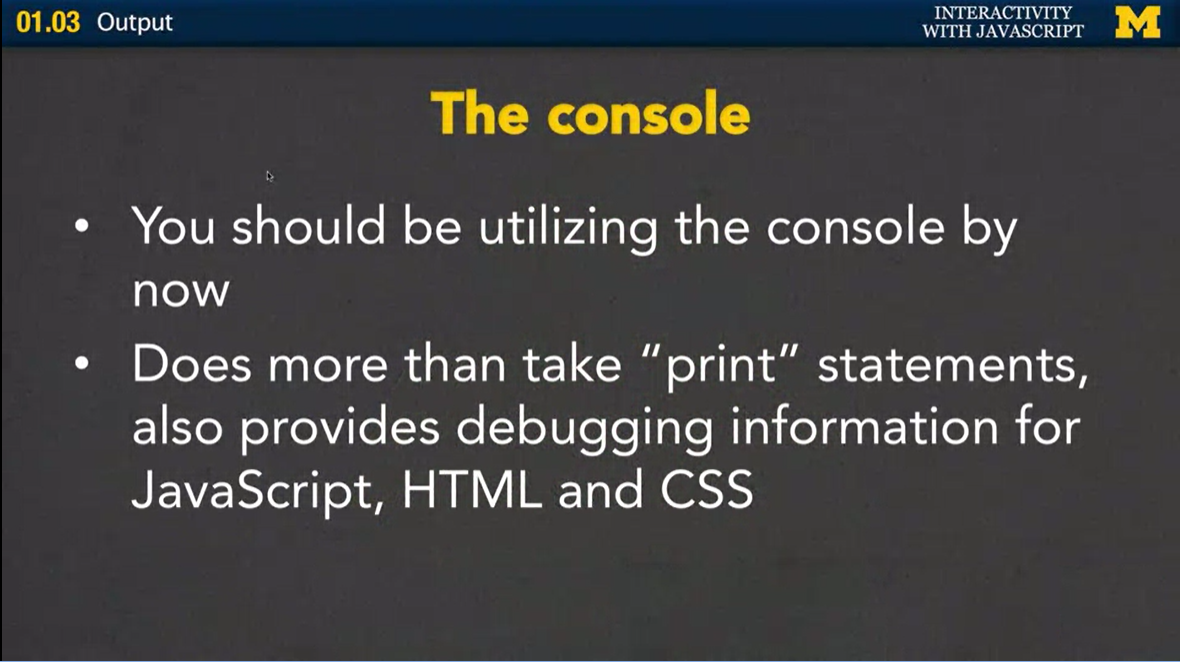 01.03 Output
INTERACTIVITY
WITH JAVASCRIPT
M
The console
• You should be utilizing the console by
now
• Does more than take “print” statements,
also provides debugging information for
JavaScript, HTML and CSS